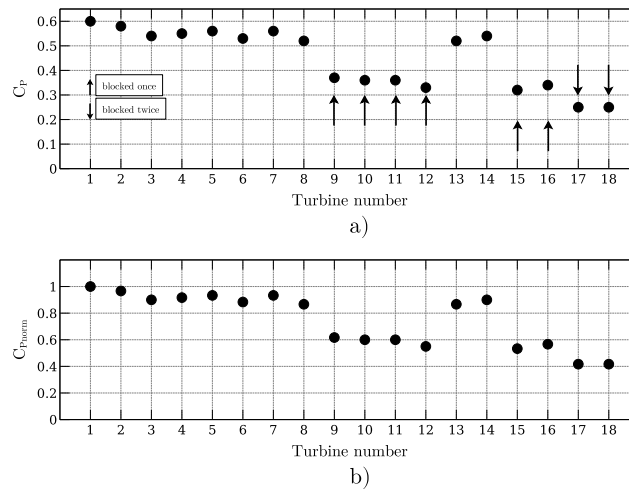 0.6
0.5
0.4
0.3
0.2
0.1
0
C_P
blocked once
blocked twice
1 2 3 4 5 6 7 8 9 10 11 12 13 14 15 16 17 18
Turbine number
a)
1
0.8
0.6
0.4
0.2
0
C_Pnorm
1 2 3 4 5 6 7 8 9 10 11 12 13 14 15 16 17 18
Turbine number
b)